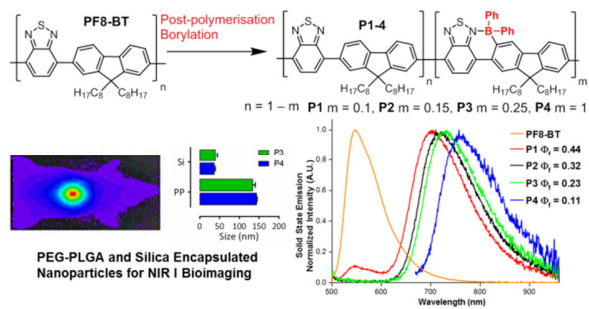 PF8-BT
Post-polymerisation
Borylation
P1-4
S
N N
n
H17C8 C8H17
S
N N
n
H17C8 C8H17
S
N N
B
Ph
Ph
m
H17C8 C8H17
n = 1 – m P1 m = 0.1, P2 m = 0.15, P3 m = 0.25, P4 m = 1
P3
P4
Si
PP
0 50 100 150 200
Size (nm)
PEG-PLGA and Silica Encapsulated
Nanoparticles for NIR I Bioimaging
Solid State Emission
Normalized Intensity (A.U.)
1.0
0.8
0.6
0.4
0.2
0.0
500 600 700 800 900
Wavelength (nm)
PF8-BT
P1 Φf = 0.44
P2 Φf = 0.32
P3 Φf = 0.23
P4 Φf = 0.11